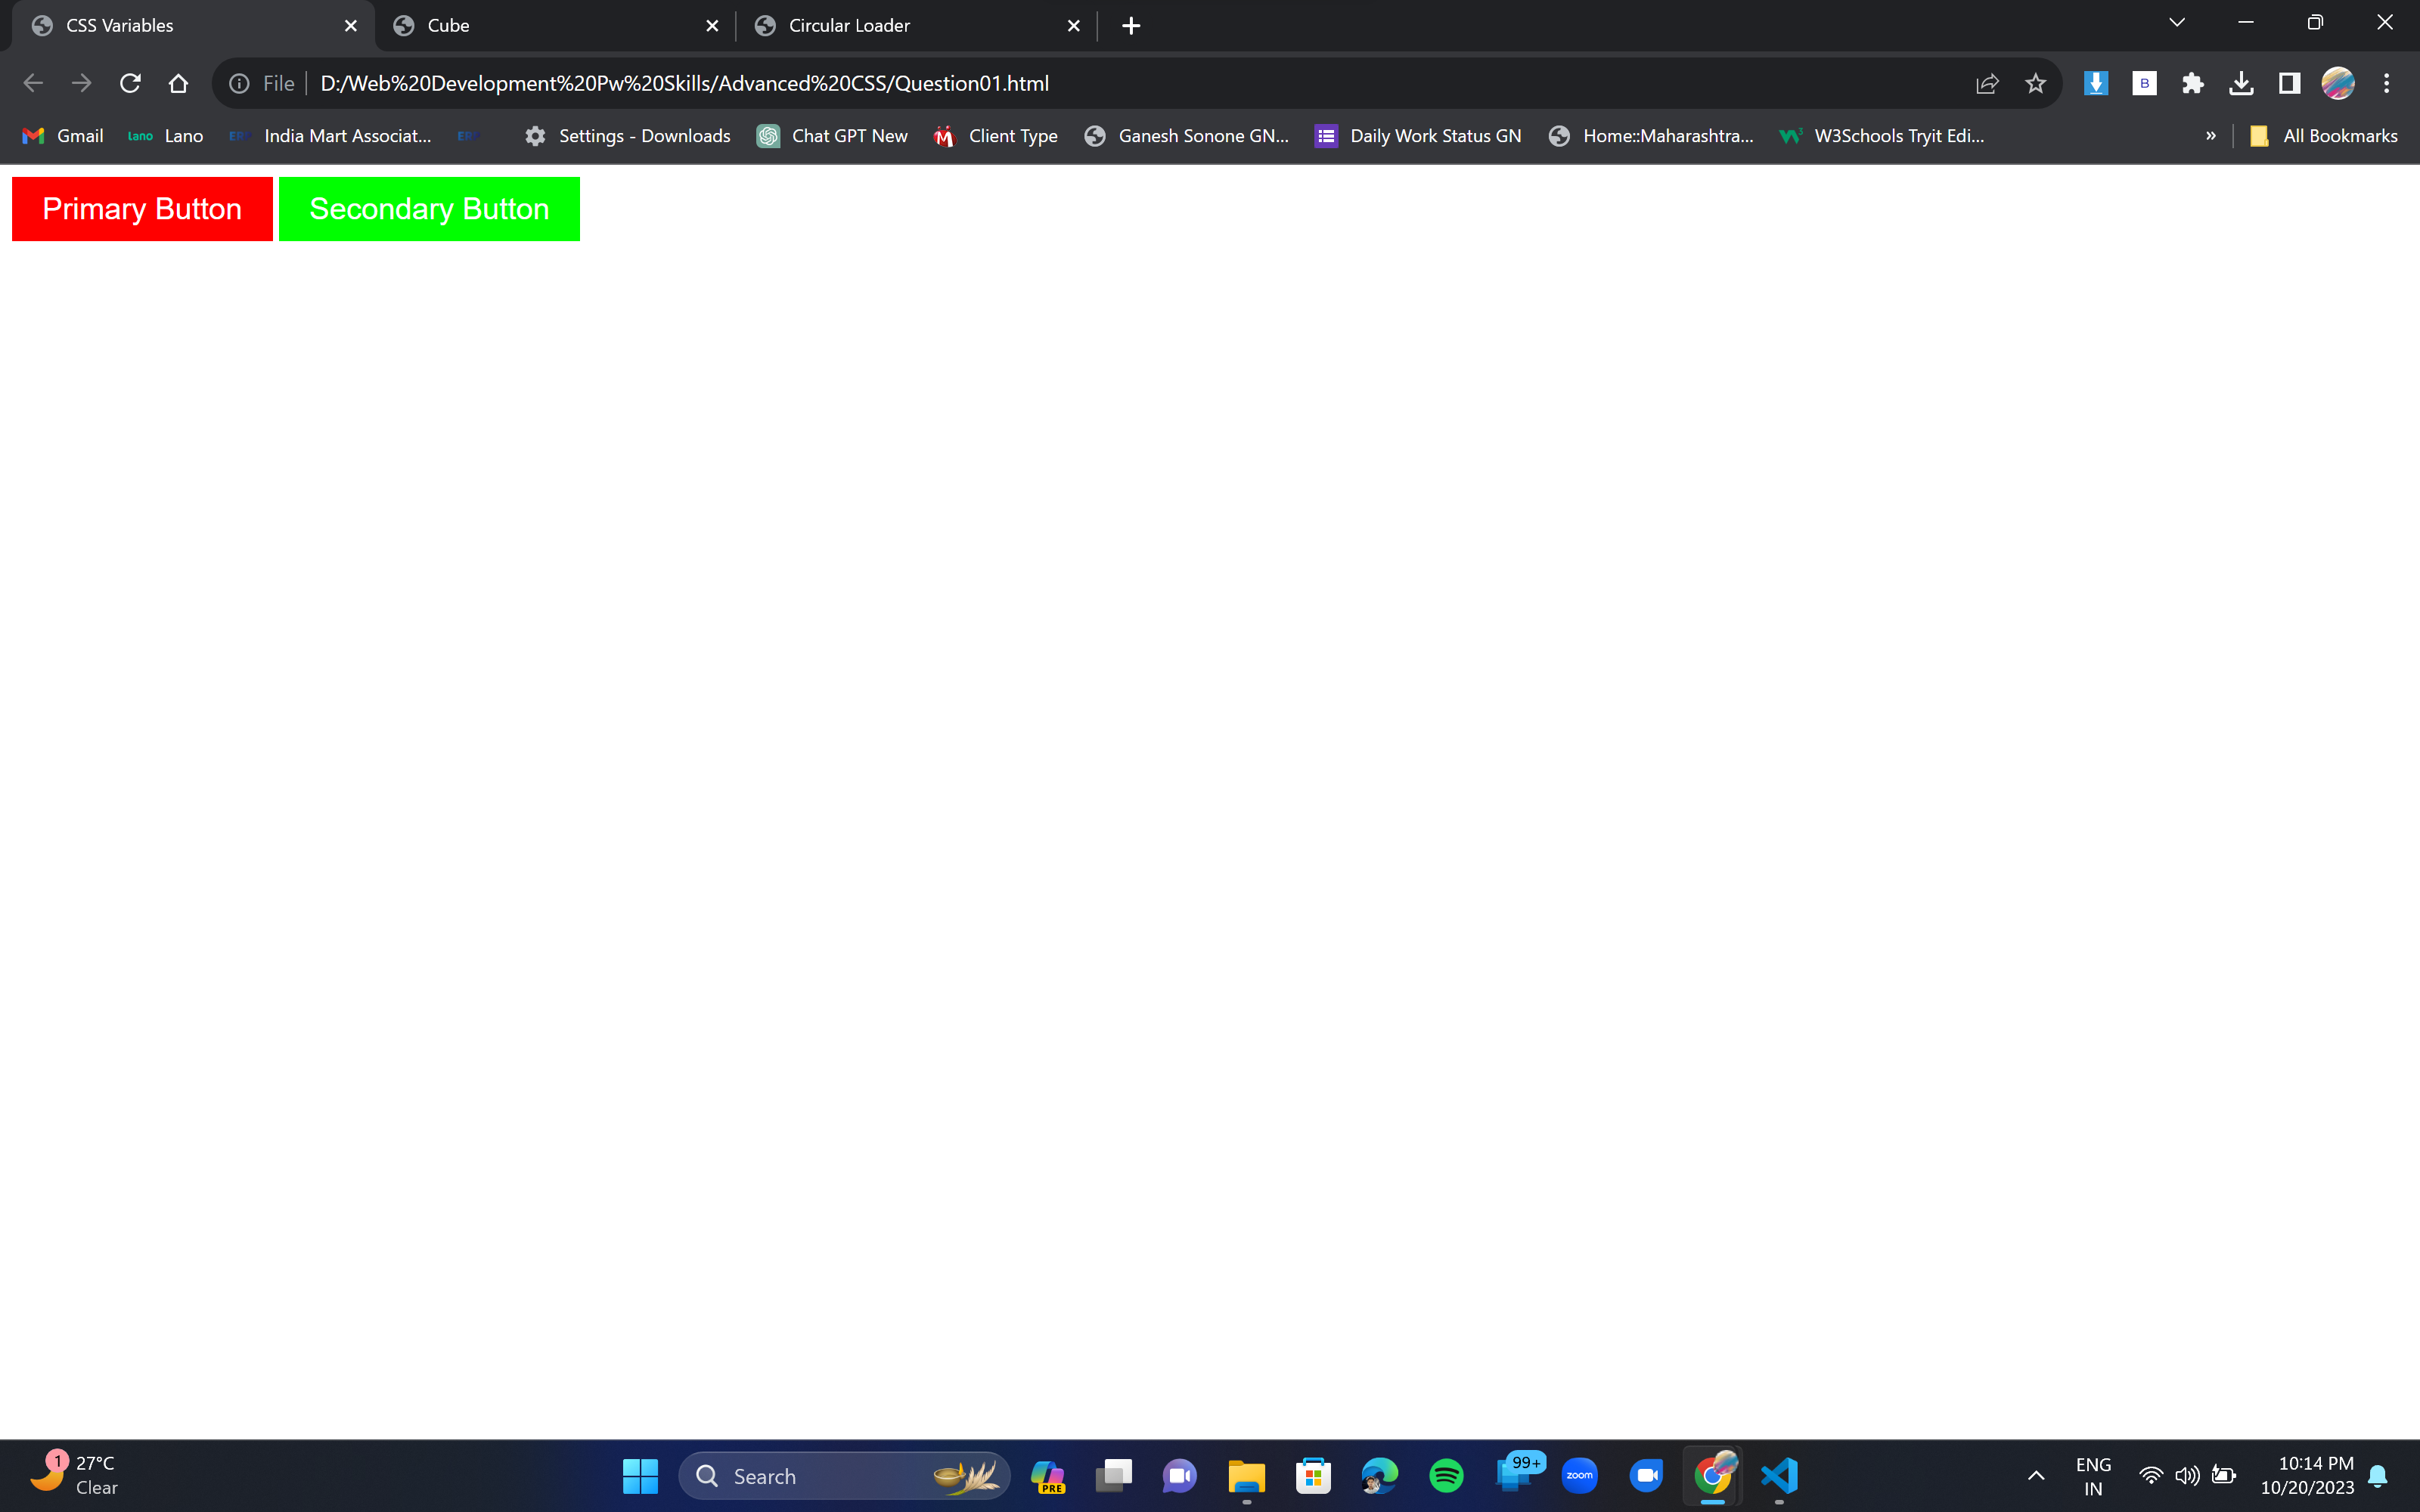 CSS Variables
Cube
Circular Loader
File D:/Web%20Development%20Pw%20Skills/Advanced%20CSS/Question01.html
Gmail lano Lano India Mart Associat... Settings - Downloads Chat GPT New Client Type Ganesh Sonone GN... Daily Work Status GN Home::Maharashtra... W3Schools Tryit Edi... » All Bookmarks
Primary Button Secondary Button
1 27°C
Clear
Search
PRE
99+
zoom
ENG
IN
10:14 PM
10/20/2023